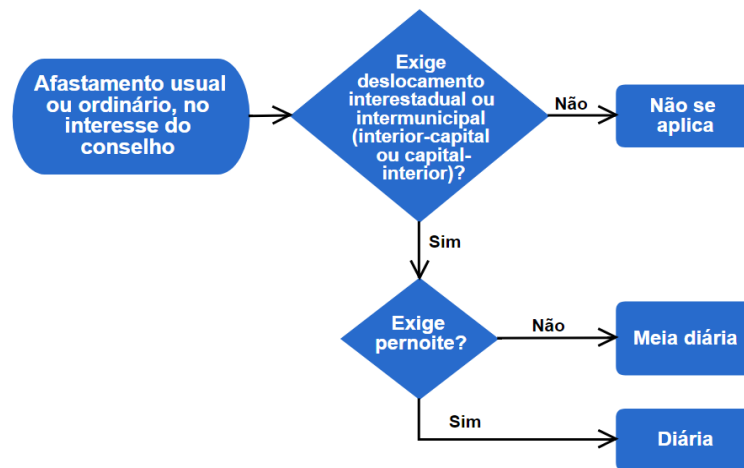 Afastamento usual
ou ordinário, no
interesse do
conselho
Exige
deslocamento
interestadual ou
intermunicipal
(interior-capital
ou capital-
interior)?
Não
Não se
aplica
Sim
Exige
pernoite?
Não
Meia diária
Sim
Diária